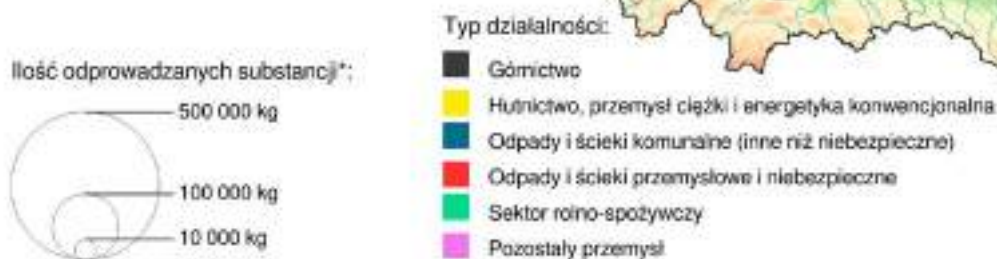 Ilość odprowadzanych substancji*:
500 000 kg
100 000 kg
10 000 kg
Typ działalności:
Górnictwo
Hutnictwo, przemysł ciężki i energetyka konwencjonalna
Odpady i ścieki komunalne (inne niż niebezpieczne)
Odpady i ścieki przemysłowe i niebezpieczne
Sektor rolno-spożywczy
Pozostały przemysł